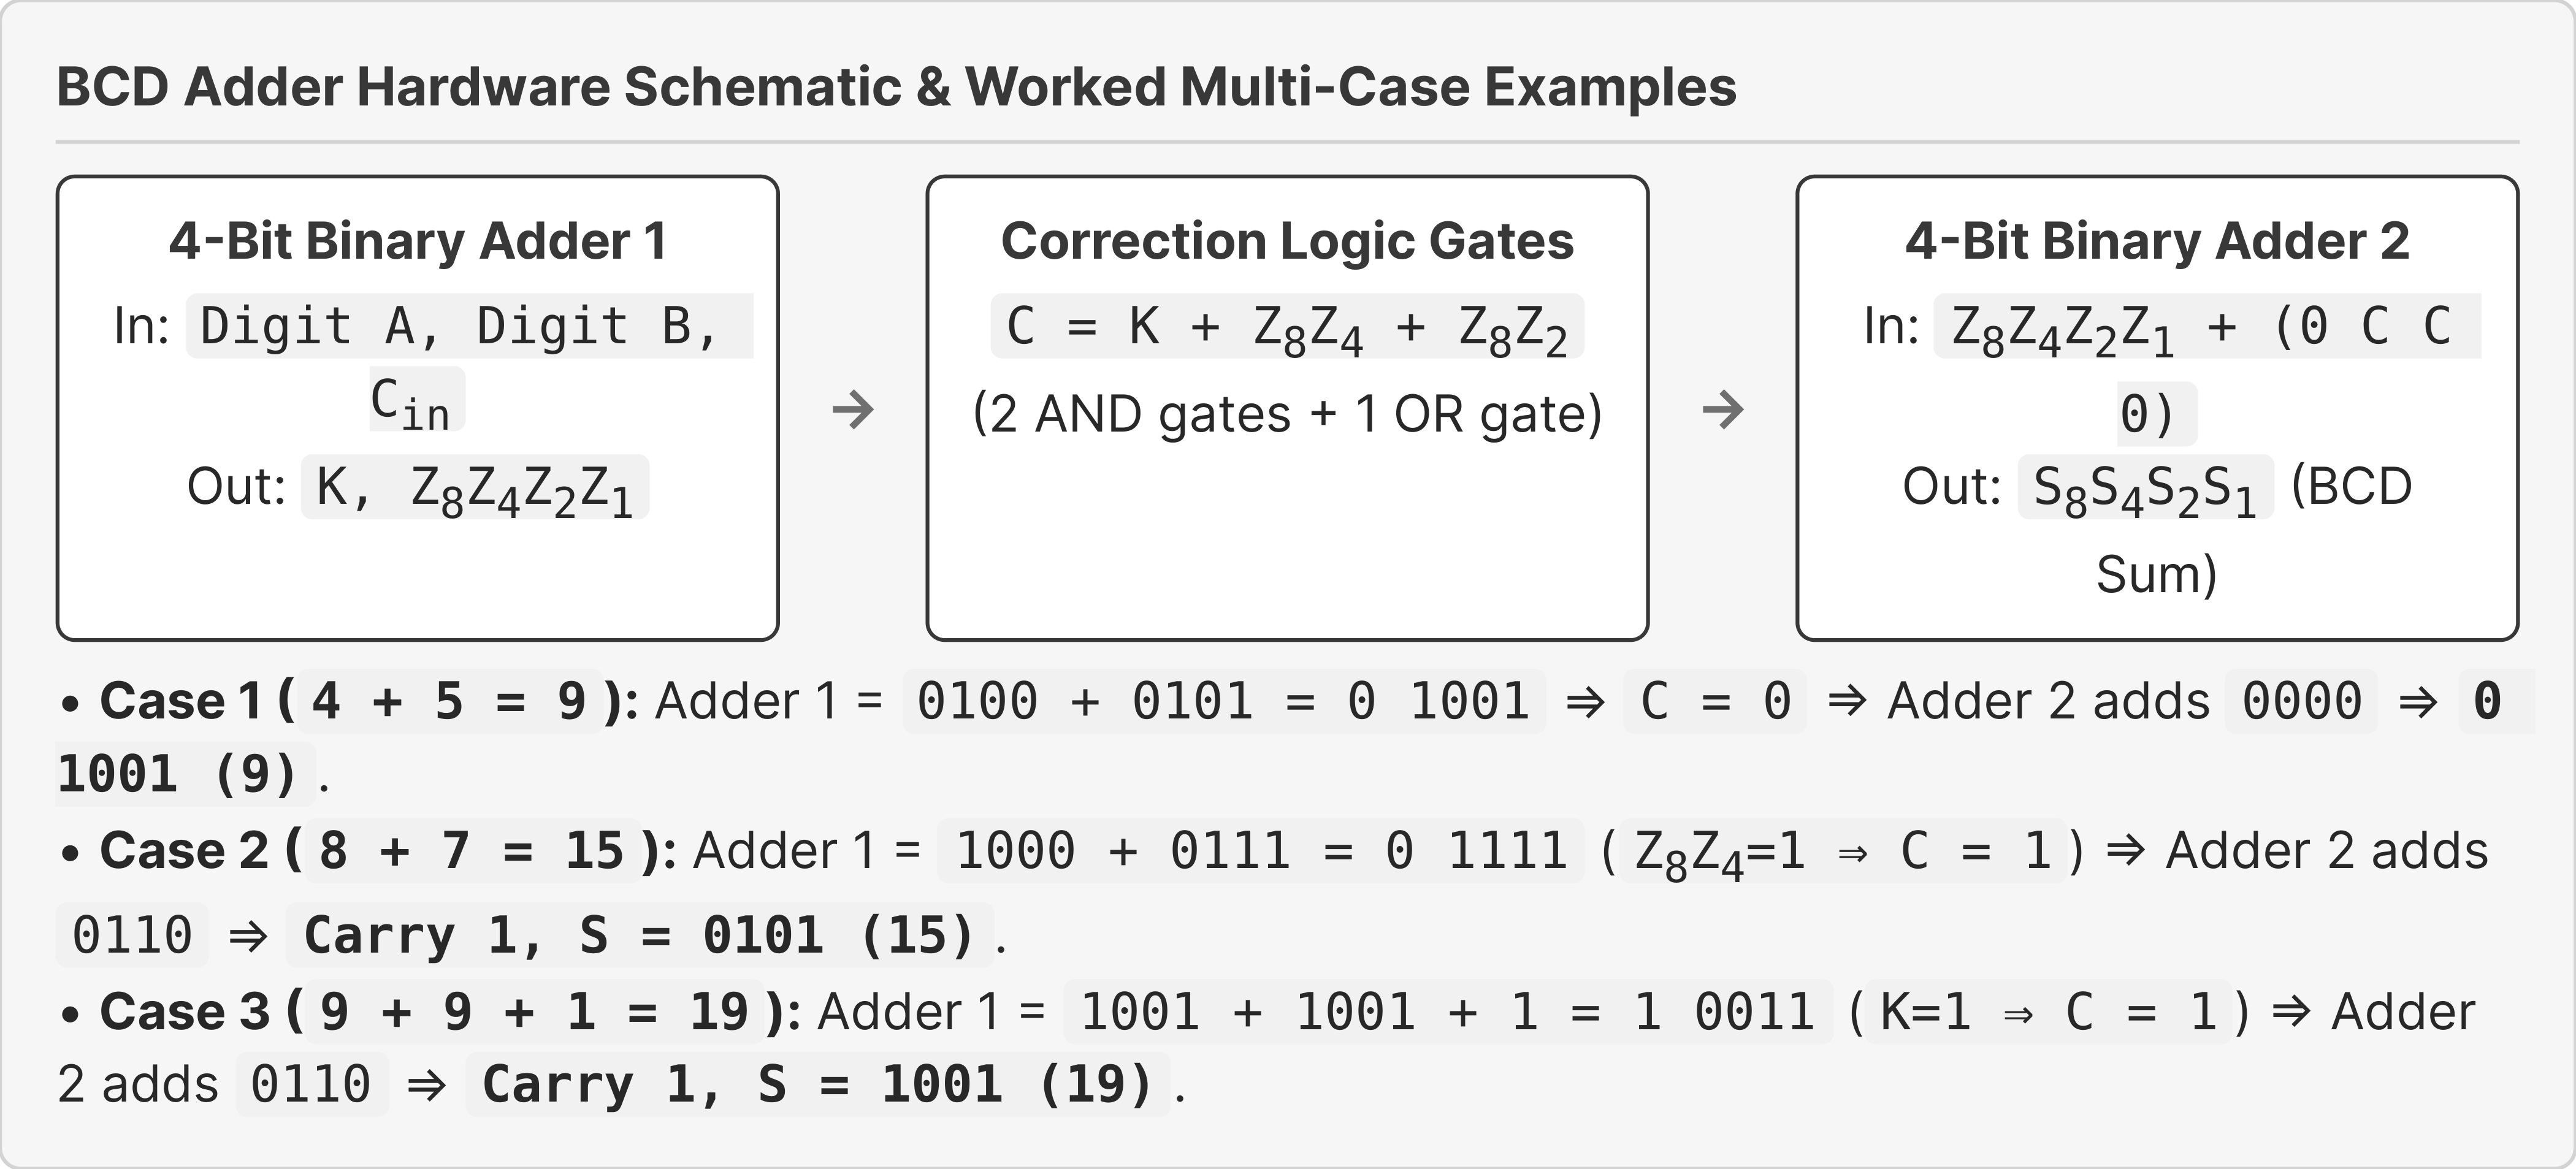 BCD Adder Hardware Schematic & Worked Multi-Case Examples
4-Bit Binary Adder 1
In: Digit A, Digit B,
C_in
Out: K, Z₈Z₄Z₂Z₁
→
Correction Logic Gates
C = K + Z₈Z₄ + Z₈Z₂
(2 AND gates + 1 OR gate)
→
4-Bit Binary Adder 2
In: Z₈Z₄Z₂Z₁ + (0 C C
0)
Out: S₈S₄S₂S₁ (BCD
Sum)
• Case 1 ( 4 + 5 = 9 ): Adder 1 = 0100 + 0101 = 0 1001 ⇒ C = 0 ⇒ Adder 2 adds 0000 ⇒ 0
1001 (9) .
• Case 2 ( 8 + 7 = 15 ): Adder 1 = 1000 + 0111 = 0 1111 ( Z₈Z₄=1 ⇒ C = 1 ) ⇒ Adder 2 adds
0110 ⇒ Carry 1, S = 0101 (15) .
• Case 3 ( 9 + 9 + 1 = 19 ): Adder 1 = 1001 + 1001 + 1 = 1 0011 ( K=1 ⇒ C = 1 ) ⇒ Adder
2 adds 0110 ⇒ Carry 1, S = 1001 (19) .